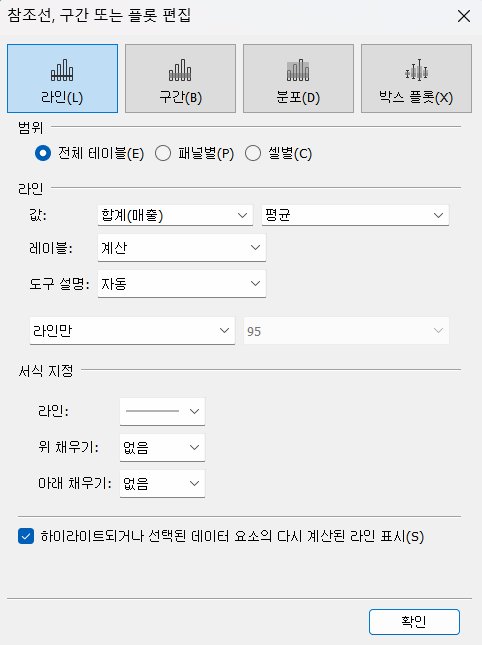 참조선, 구간 또는 플롯 편집
라인(L) 구간(B) 분포(D) 박스 플롯(X)
범위
전체 테이블(E) 패널별(P) 셀별(C)
라인
값: 합계(매출) 평균
레이블: 계산
도구 설명: 자동
라인만 95
서식 지정
라인:
위 채우기: 없음
아래 채우기: 없음
하이라이트되거나 선택된 데이터 요소의 다시 계산된 라인 표시(S)
확인